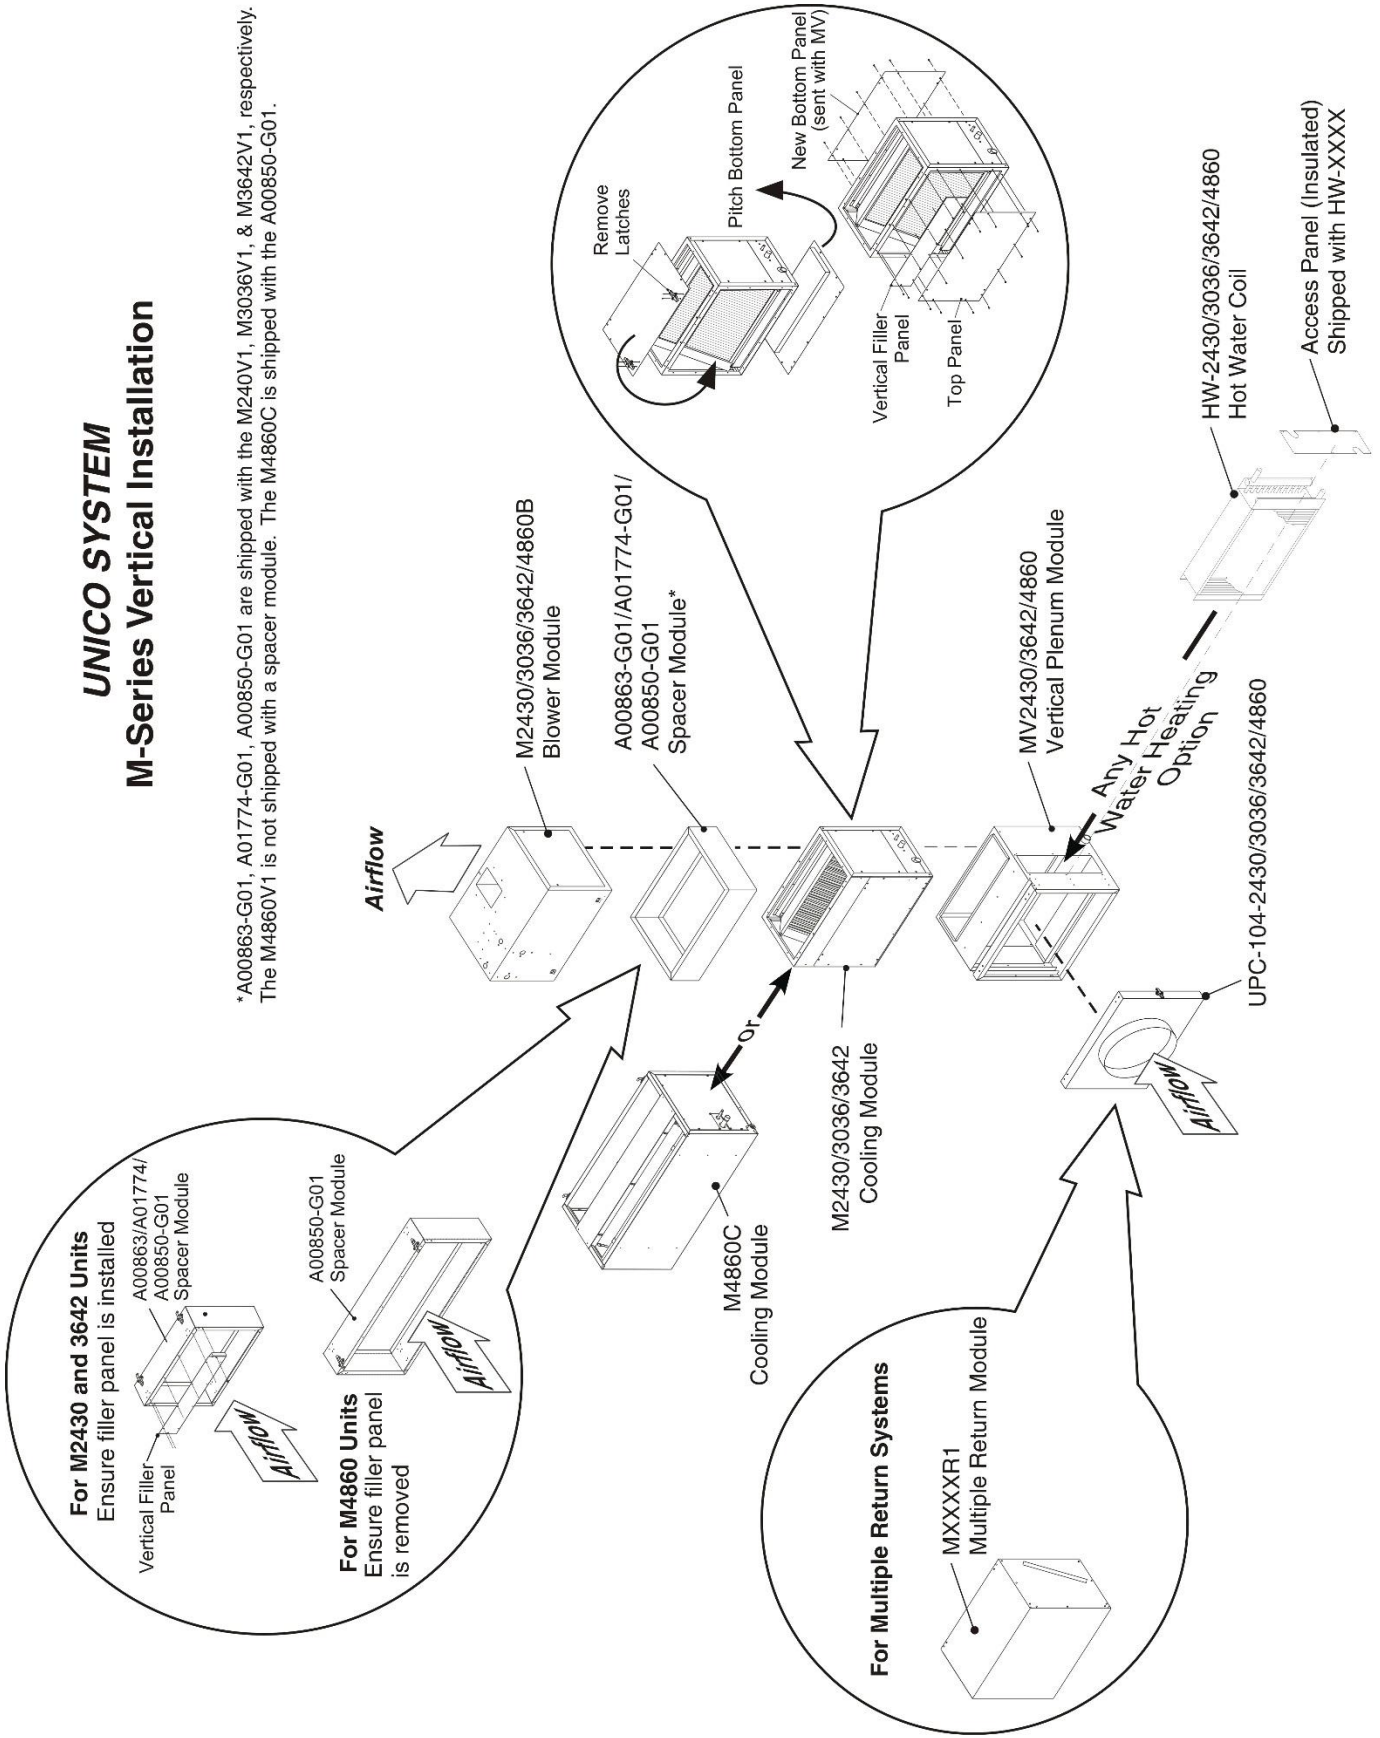 UNICO SYSTEM
M-Series Vertical Installation
*A00863-G01, A01774-G01, A00850-G01 are shipped with the M240V1, M3036V1, & M3642V1, respectively.
The M4860V1 is not shipped with a spacer module. The M4860C is shipped with the A00850-G01.
For M2430 and 3642 Units
Ensure filler panel is installed
A00863/A01774/
A00850-G01
Spacer Module
Vertical Filler
Panel
Airflow
For M4860 Units
Ensure filler panel
is removed
A00850-G01
Spacer Module
Airflow
Airflow
M2430/3036/3642/4860B
Blower Module
A00863-G01/A01774-G01/
A00850-G01
Spacer Module*
Remove
Latches
Pitch Bottom Panel
New Bottom Panel
(sent with MV)
Vertical Filler
Panel
Top Panel
or
M4860C
Cooling Module
M2430/3036/3642
Cooling Module
MV2430/3642/4860
Vertical Plenum Module
Any Hot
Water Heating
Option
HW-2430/3036/3642/4860
Hot Water Coil
Access Panel (Insulated)
Shipped with HW-XXXX
UPC-104-2430/3036/3642/4860
Airflow
For Multiple Return Systems
MXXXXR1
Multiple Return Module